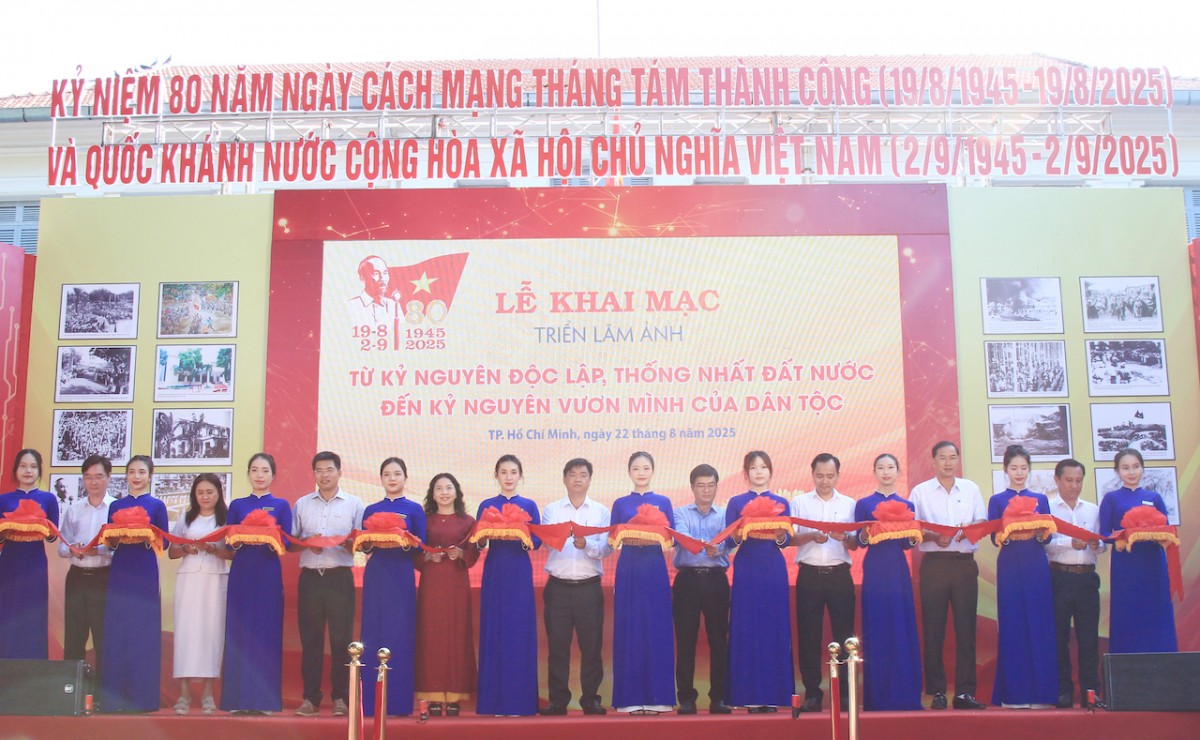 KỶ NIỆM 80 NĂM NGÀY CÁCH MẠNG THÁNG TÁM THÀNH CÔNG (19/8/1945-19/8/2025)
VÀ QUỐC KHÁNH NƯỚC CỘNG HÒA XÃ HỘI CHỦ NGHĨA VIỆT NAM (2/9/1945-2/9/2025)
80
19-8 1945
2-9 2025
LỄ KHAI MẠC
TRIỂN LÃM ẢNH
TỪ KỶ NGUYÊN ĐỘC LẬP, THỐNG NHẤT ĐẤT NƯỚC
ĐẾN KỶ NGUYÊN VƯƠN MÌNH CỦA DÂN TỘC
TP. Hồ Chí Minh, ngày 22 tháng 8 năm 2025